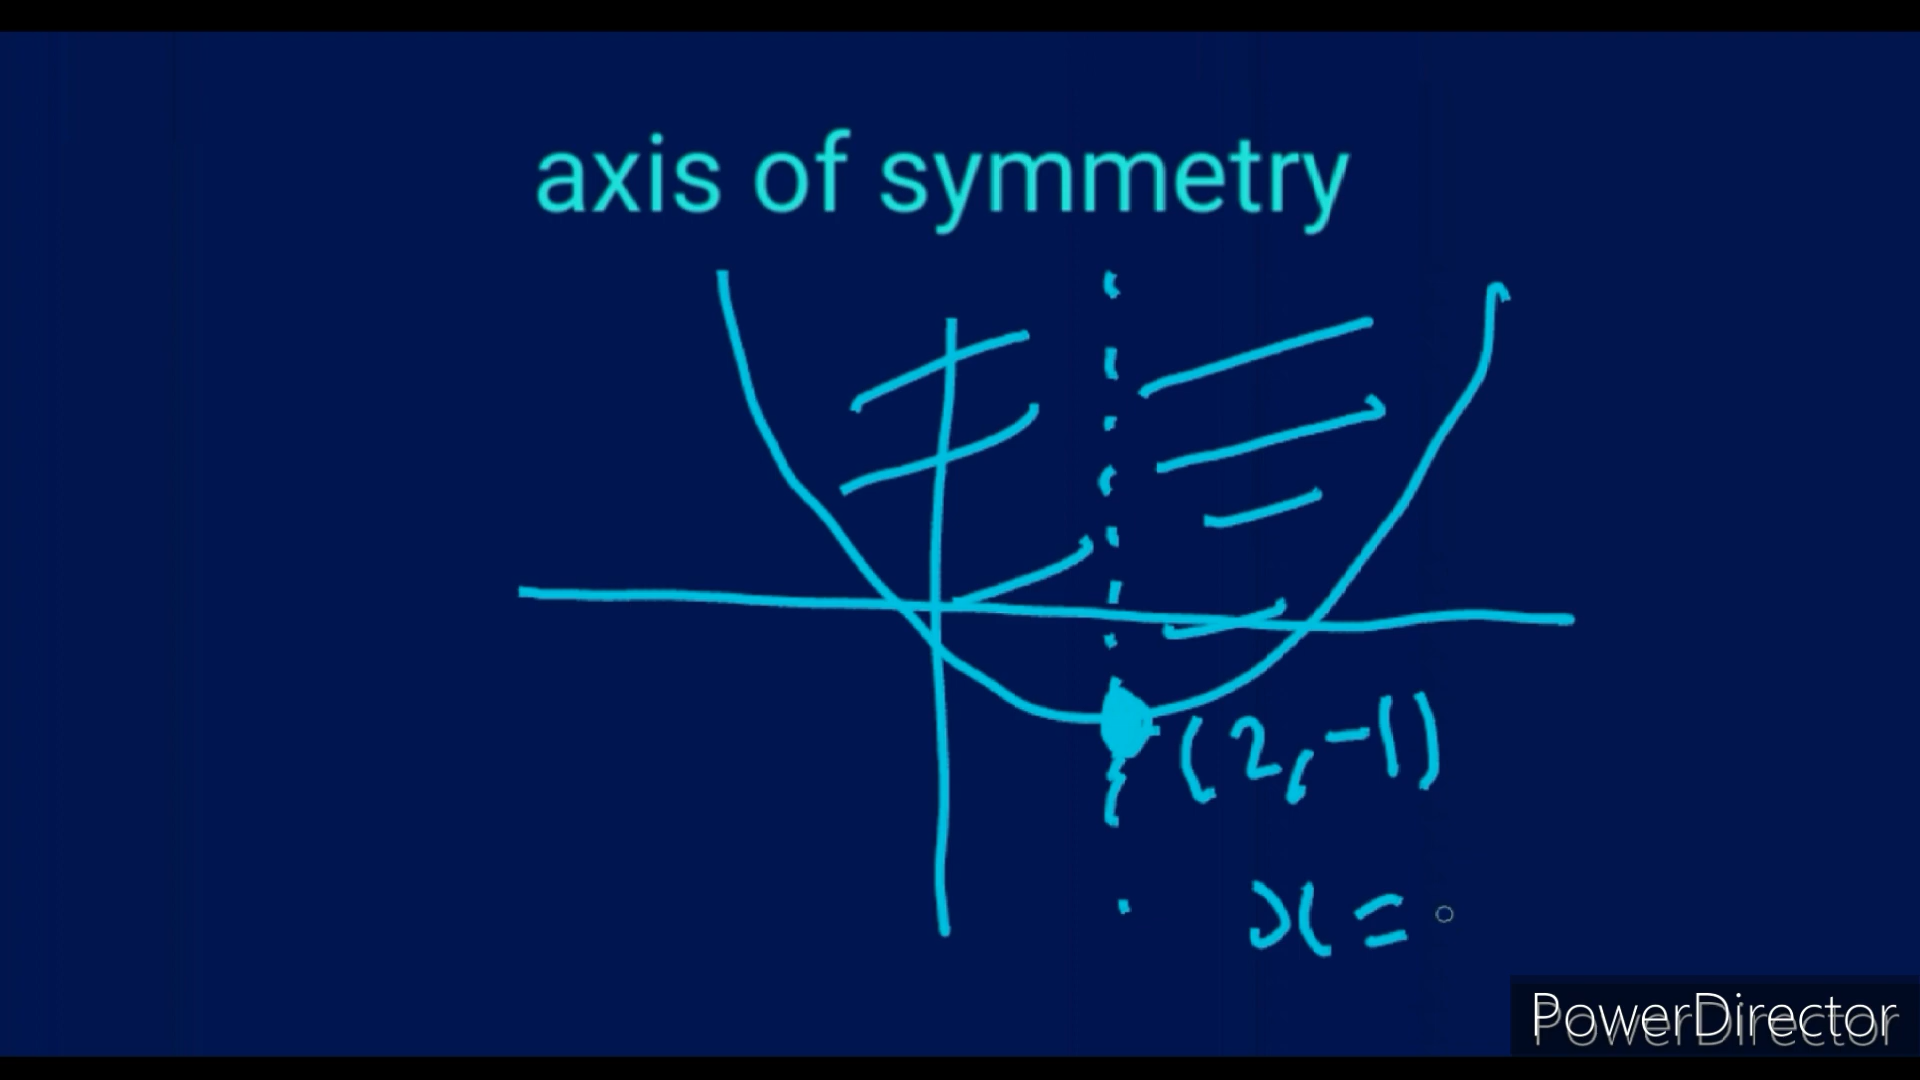 axis of symmetry
(2,-1)
x=
PowerDirector